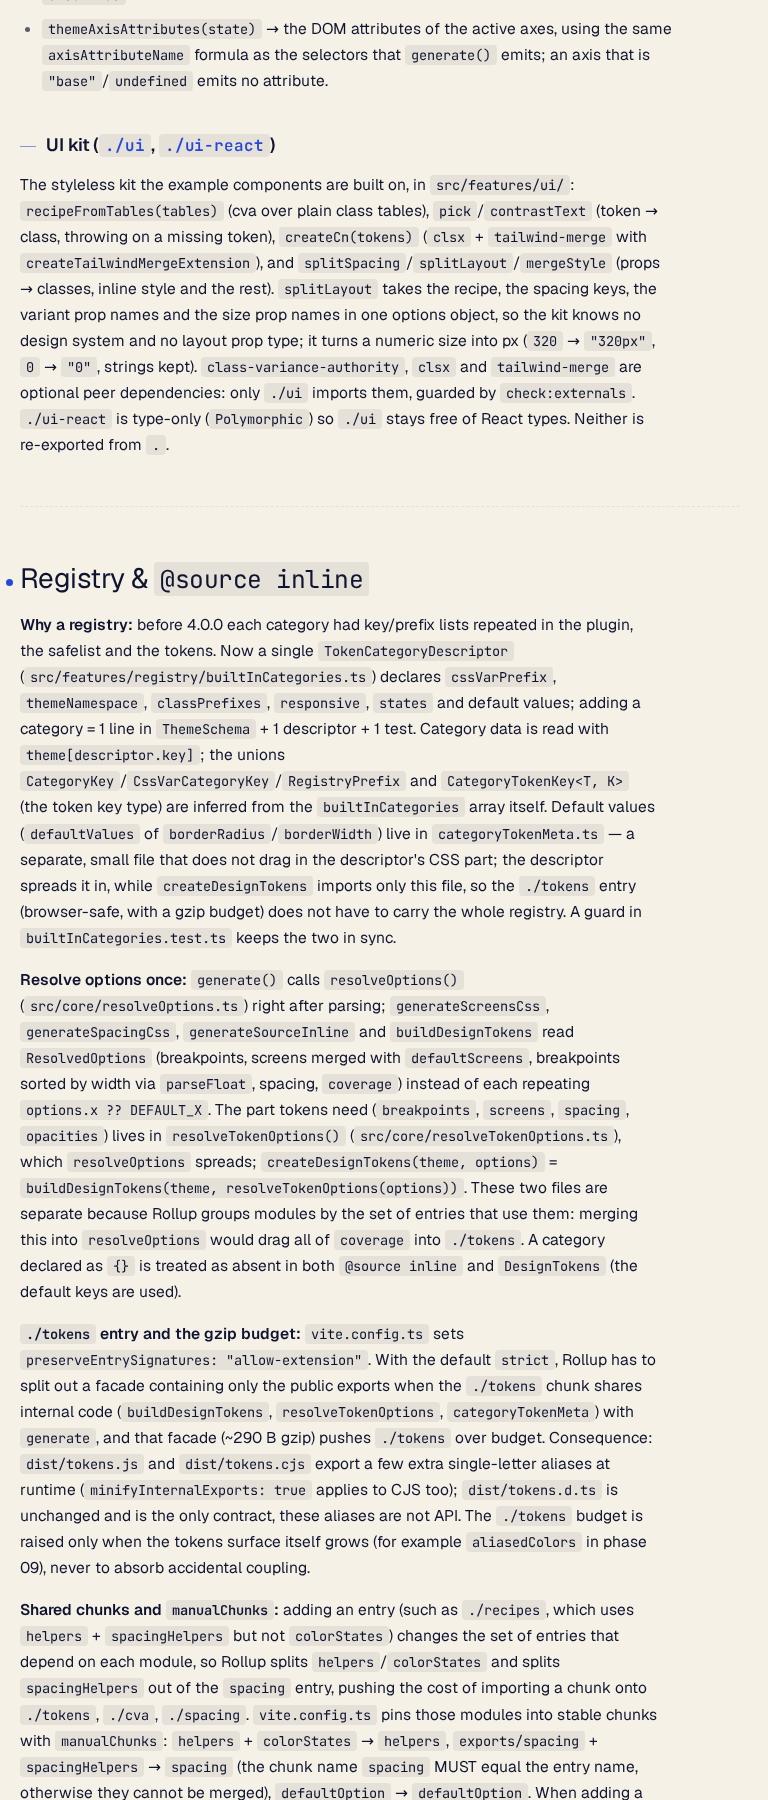 themeAxisAttributes(state) → the DOM attributes of the active axes, using the same
axisAttributeName formula as the selectors that generate() emits; an axis that is
"base"/undefined emits no attribute.
— UI kit (./ui, ./ui-react)
The styleless kit the example components are built on, in src/features/ui/:
recipeFromTables(tables) (cva over plain class tables), pick/contrastText (token →
class, throwing on a missing token), createCn(tokens) (clsx + tailwind-merge with
createTailwindMergeExtension), and splitSpacing/splitLayout/mergeStyle (props
→ classes, inline style and the rest). splitLayout takes the recipe, the spacing keys, the
variant prop names and the size prop names in one options object, so the kit knows no
design system and no layout prop type; it turns a numeric size into px (320 → "320px",
0 → "0", strings kept). class-variance-authority, clsx and tailwind-merge are
optional peer dependencies: only ./ui imports them, guarded by check:externals.
./ui-react is type-only (Polymorphic) so ./ui stays free of React types. Neither is
re-exported from ..
Registry & @source inline
Why a registry: before 4.0.0 each category had key/prefix lists repeated in the plugin,
the safelist and the tokens. Now a single TokenCategoryDescriptor
(src/features/registry/builtInCategories.ts) declares cssVarPrefix,
themeNamespace, classPrefixes, responsive, states and default values; adding a
category = 1 line in ThemeSchema + 1 descriptor + 1 test. Category data is read with
theme[descriptor.key]; the unions
CategoryKey/CssVarCategoryKey/RegistryPrefix and CategoryTokenKey<T, K>
(the token key type) are inferred from the builtInCategories array itself. Default values
(defaultValues of borderRadius/borderWidth) live in categoryTokenMeta.ts — a
separate, small file that does not drag in the descriptor's CSS part; the descriptor
spreads it in, while createDesignTokens imports only this file, so the ./tokens entry
(browser-safe, with a gzip budget) does not have to carry the whole registry. A guard in
builtInCategories.test.ts keeps the two in sync.
Resolve options once: generate() calls resolveOptions()
(src/core/resolveOptions.ts) right after parsing; generateScreensCss,
generateSpacingCss, generateSourceInline and buildDesignTokens read
ResolvedOptions (breakpoints, screens merged with defaultScreens, breakpoints
sorted by width via parseFloat, spacing, coverage) instead of each repeating
options.x ?? DEFAULT_X. The part tokens need (breakpoints, screens, spacing,
opacities) lives in resolveTokenOptions() (src/core/resolveTokenOptions.ts),
which resolveOptions spreads; createDesignTokens(theme, options) =
buildDesignTokens(theme, resolveTokenOptions(options)). These two files are
separate because Rollup groups modules by the set of entries that use them: merging
this into resolveOptions would drag all of coverage into ./tokens. A category
declared as {} is treated as absent in both @source inline and DesignTokens (the
default keys are used).
./tokens entry and the gzip budget: vite.config.ts sets
preserveEntrySignatures: "allow-extension". With the default strict, Rollup has to
split out a facade containing only the public exports when the ./tokens chunk shares
internal code (buildDesignTokens, resolveTokenOptions, categoryTokenMeta) with
generate, and that facade (~290 B gzip) pushes ./tokens over budget. Consequence:
dist/tokens.js and dist/tokens.cjs export a few extra single-letter aliases at
runtime (minifyInternalExports: true applies to CJS too); dist/tokens.d.ts is
unchanged and is the only contract, these aliases are not API. The ./tokens budget is
raised only when the tokens surface itself grows (for example aliasedColors in phase
09), never to absorb accidental coupling.
Shared chunks and manualChunks: adding an entry (such as ./recipes, which uses
helpers + spacingHelpers but not colorStates) changes the set of entries that
depend on each module, so Rollup splits helpers/colorStates and splits
spacingHelpers out of the spacing entry, pushing the cost of importing a chunk onto
./tokens, ./cva, ./spacing. vite.config.ts pins those modules into stable chunks
with manualChunks: helpers + colorStates → helpers, exports/spacing +
spacingHelpers → spacing (the chunk name spacing MUST equal the entry name,
otherwise they cannot be merged), defaultOption → defaultOption. When adding a